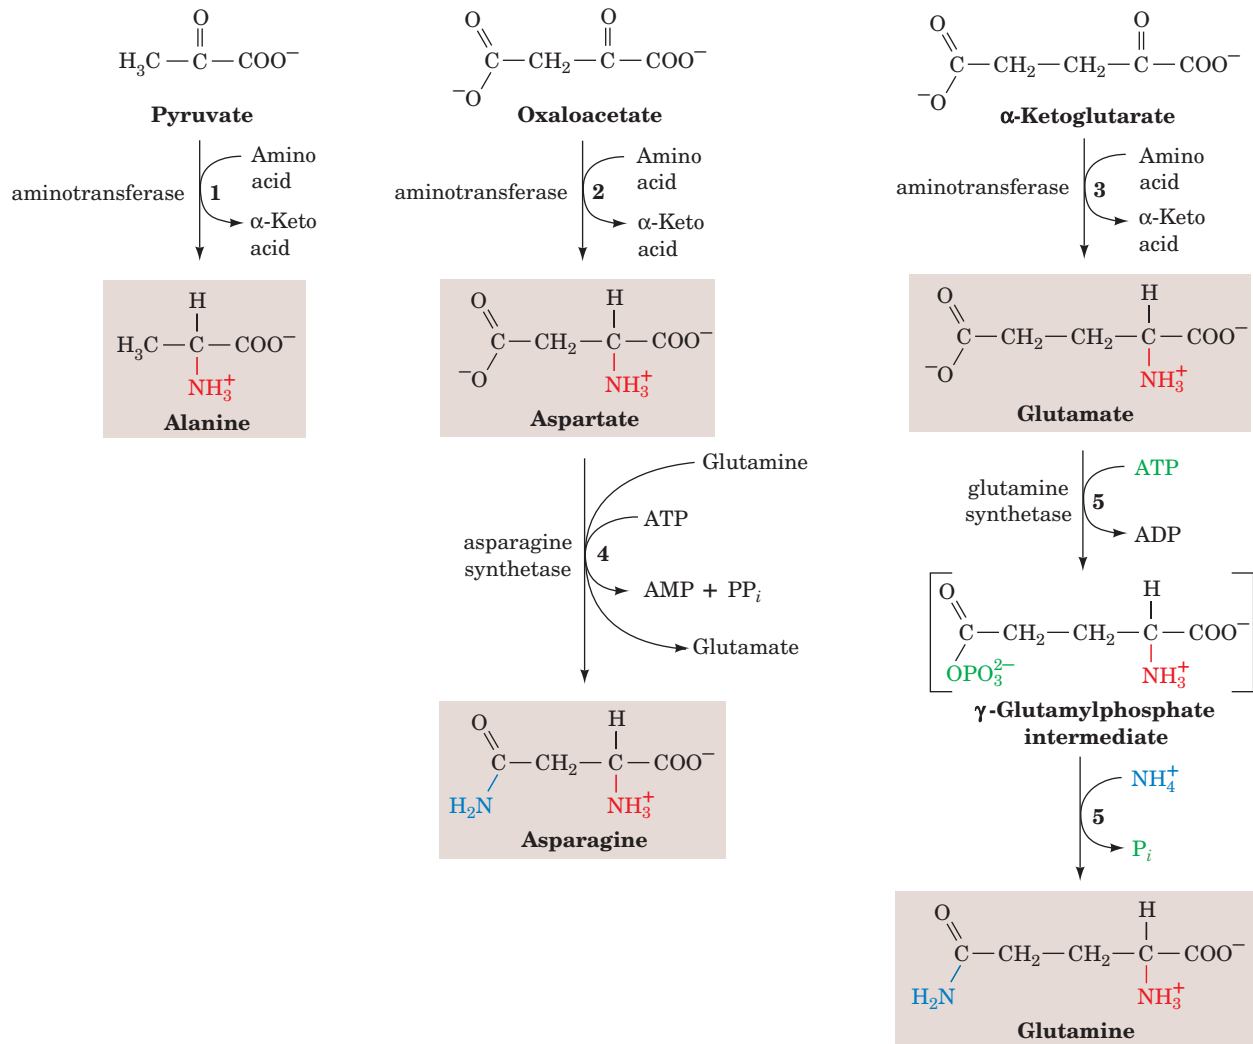 O
H₃C—C—COO⁻
Pyruvate
aminotransferase
1
Amino
acid
α-Keto
acid
H
H₃C—C—COO⁻
NH₃⁺
Alanine
O
O
C—CH₂—C—COO⁻
⁻O
Oxaloacetate
aminotransferase
2
Amino
acid
α-Keto
acid
O
H
C—CH₂—C—COO⁻
⁻O
NH₃⁺
Aspartate
Glutamine
ATP
asparagine
synthetase
4
AMP + PPᵢ
Glutamate
O
H
C—CH₂—C—COO⁻
H₂N
NH₃⁺
Asparagine
O
O
C—CH₂—CH₂—C—COO⁻
⁻O
α-Ketoglutarate
aminotransferase
3
Amino
acid
α-Keto
acid
O
H
C—CH₂—CH₂—C—COO⁻
⁻O
NH₃⁺
Glutamate
glutamine
synthetase
5
ATP
ADP
O
H
C—CH₂—CH₂—C—COO⁻
OPO₃²⁻
NH₃⁺
γ-Glutamylphosphate
intermediate
NH₄⁺
5
Pᵢ
O
H
C—CH₂—CH₂—C—COO⁻
H₂N
NH₃⁺
Glutamine